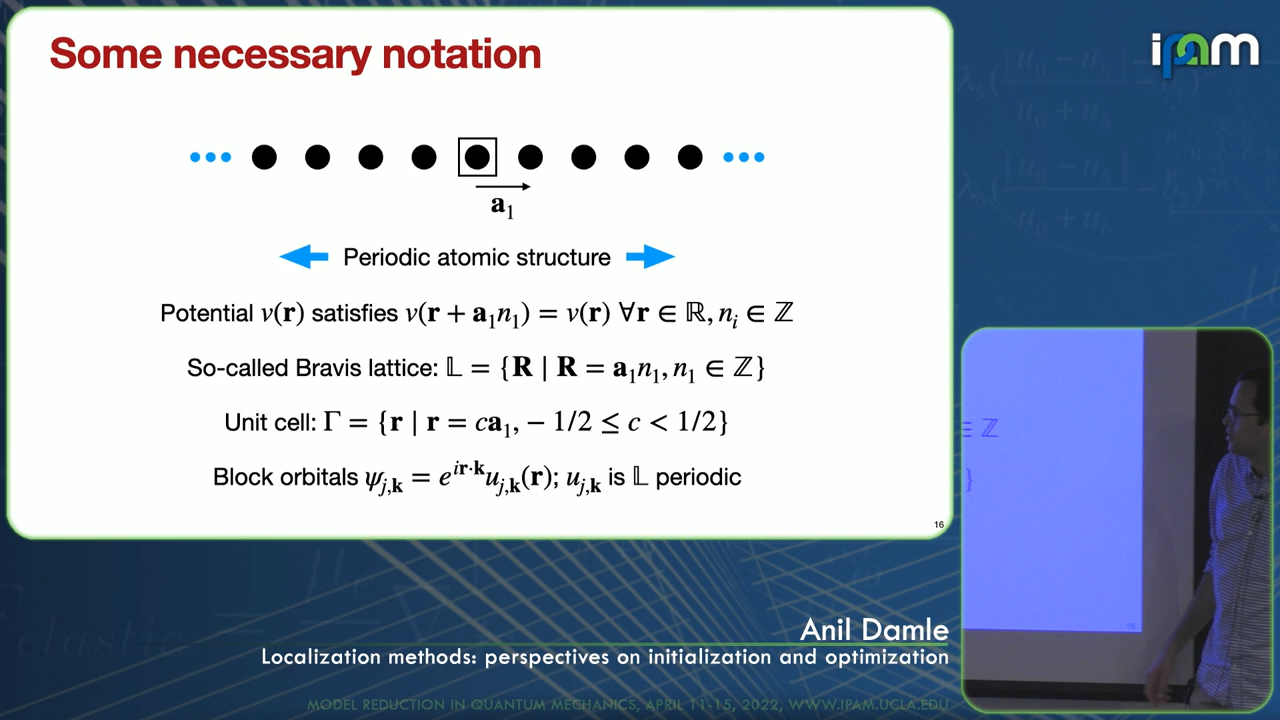 Some necessary notation
ipam
a₁
Periodic atomic structure
Potential v(r) satisfies v(r + a₁n₁) = v(r) ∀r ∈ ℝ, nᵢ ∈ ℤ
So-called Bravis lattice: 𝕃 = {R | R = a₁n₁, n₁ ∈ ℤ}
Unit cell: Γ = {r | r = ca₁, − 1/2 ≤ c < 1/2}
Block orbitals ψⱼ,ₖ = e^{ir·k}uⱼ,ₖ(r); uⱼ,ₖ is 𝕃 periodic
16
∈ ℤ
}
Anil Damle
Localization methods: perspectives on initialization and optimization
MODEL REDUCTION IN QUANTUM MECHANICS, APRIL 11-15, 2022, WWW.IPAM.UCLA.EDU